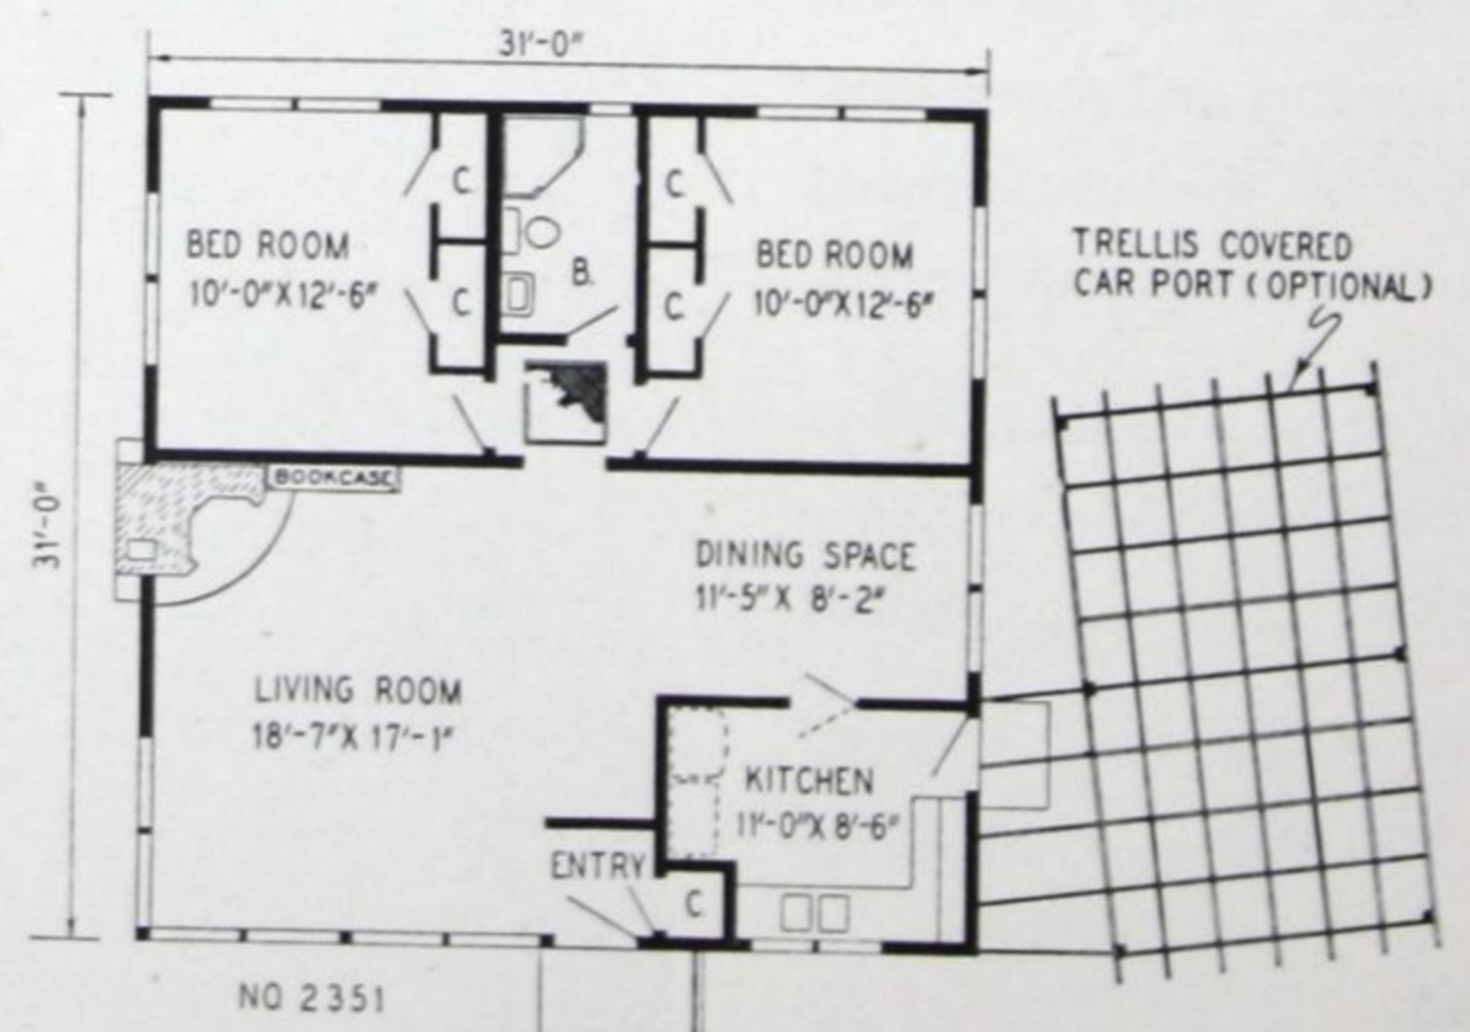 31'-0"
BED ROOM
10'-0"X12'-6"
C
C
B.
C
C
BED ROOM
10'-0"X12'-6"
TRELLIS COVERED
CAR PORT (OPTIONAL)
31'-0"
BOOKCASE
DINING SPACE
11'-5"X 8'-2"
LIVING ROOM
18'-7"X 17'-1"
KITCHEN
11'-0"X 8'-6"
ENTRY
C
NO 2351